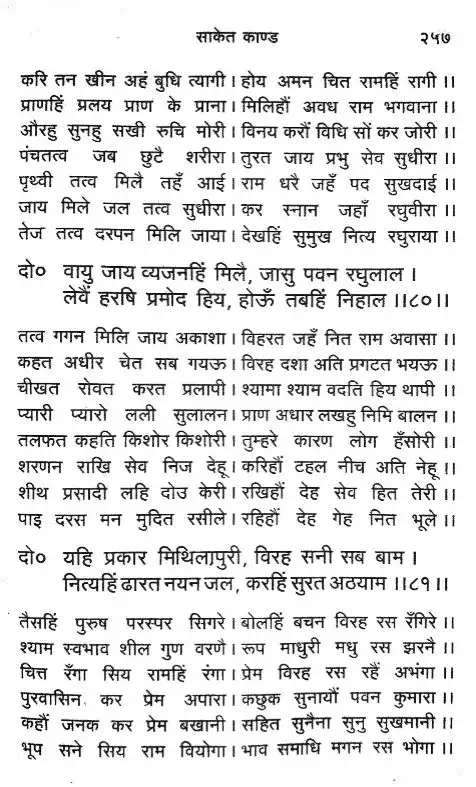 साकेत काण्ड २५७
करि तन खीन अहं बुधि त्यागी । होय अमन चित रामहिं रागी ।।
प्राणहिं प्रलय प्राण के प्राना । मिलिहौं अवध राम भगवाना ।।
औरहु सुनहु सखी रुचि मोरी । विनय करौं विधि सों कर जोरी ।।
पंचतत्व जब छुटै शरीरा । तुरत जाय प्रभु सेव सुधीरा ।।
पृथ्वी तत्व मिलै तहँ आई । राम धरै जहँ पद सुखदाई ।।
जाय मिले जल तत्व सुधीरा । कर स्नान जहाँ रघुवीरा ।।
तेज तत्व दरपन मिलि जाया । देखहिं सुमुख नित्य रघुराया ।।
दो० वायु जाय व्यजनहिं मिलै, जासु पवन रघुलाल ।
लेवैं हरषि प्रमोद हिय, होऊँ तबहिं निहाल ।।८०।।
तत्व गगन मिलि जाय अकाशा । विहरत जहँ नित राम अवासा ।।
कहत अधीर चेत सब गयऊ । विरह दशा अति प्रगटत भयऊ ।।
चीखत रोवत करत प्रलापी । श्यामा श्याम वदति हिय थापी ।।
प्यारी प्यारो लली सुलालन । प्राण अधार लखहु निमि बालन ।।
तलफत कहति किशोर किशोरी । तुम्हरे कारण लोग हँसोरी ।।
शरणन राखि सेव निज देहू । करिहौं टहल नीच अति नेहू ।।
शीथ प्रसादी लहि दोउ केरी । रखिहौं देह सेव हित तेरी ।।
पाइ दरस मन मुदित रसीले । रहिहौं देह गेह नित भूले ।।
दो० यहि प्रकार मिथिलापुरी, विरह सनी सब बाम ।
नित्यहिं ढारत नयन जल, करहिं सुरत अठयाम ।।८१।।
तैसहिं पुरुष परस्पर सिगरे । बोलहिं बचन विरह रस रँगिरे ।।
श्याम स्वभाव शील गुण वरणै । रूप माधुरी मधु रस झरनै ।।
चित्त रँगा सिय रामहिं रंगा । प्रेम विरह रस रहैं अभंगा ।।
पुरवासिन कर प्रेम अपारा । कछुक सुनायौं पवन कुमारा ।।
कहौं जनक कर प्रेम बखानी । सहित सुनैना सुनु सुखमानी ।।
भूप सने सिय राम वियोगा । भाव समाधि मगन रस भोगा ।।